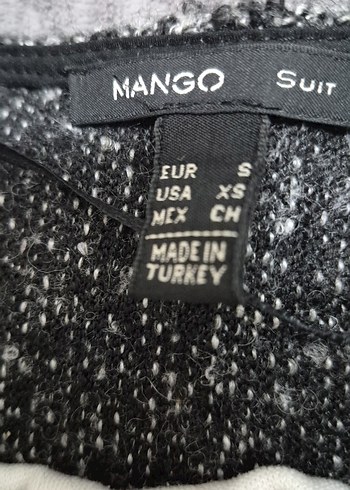 MANGO SUIT
EUR S
USA XS
MEX CH
MADE IN
TURKEY